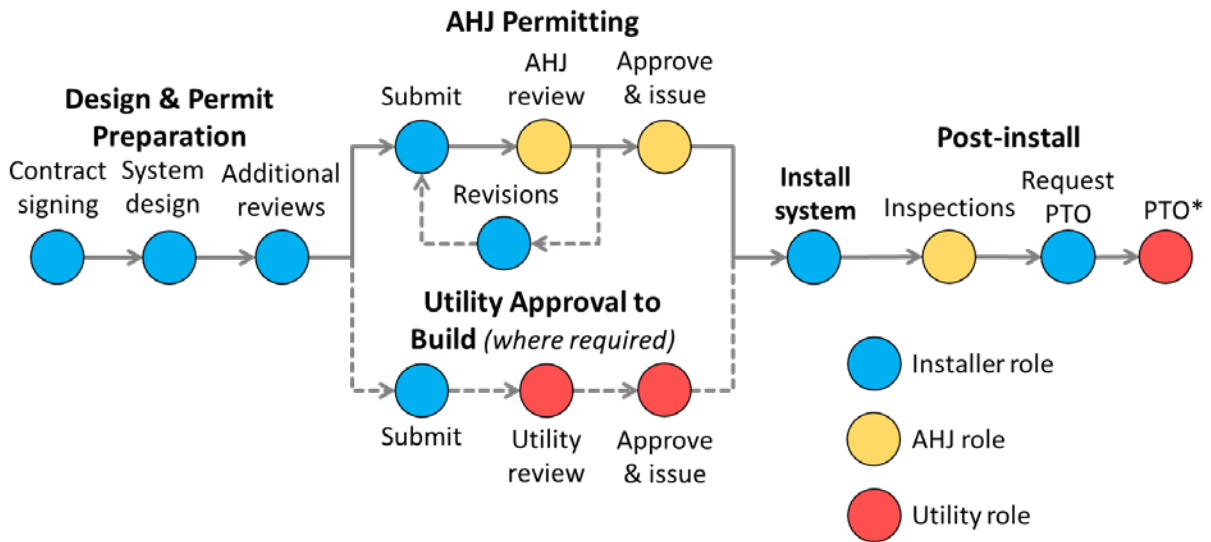 AHJ Permitting
Design & Permit
Preparation
Contract
signing
System
design
Additional
reviews
Submit
AHJ
review
Approve
& issue
Revisions
Utility Approval to
Build (where required)
Submit
Utility
review
Approve
& issue
Install
system
Post-install
Inspections
Request
PTO
PTO*
Installer role
AHJ role
Utility role